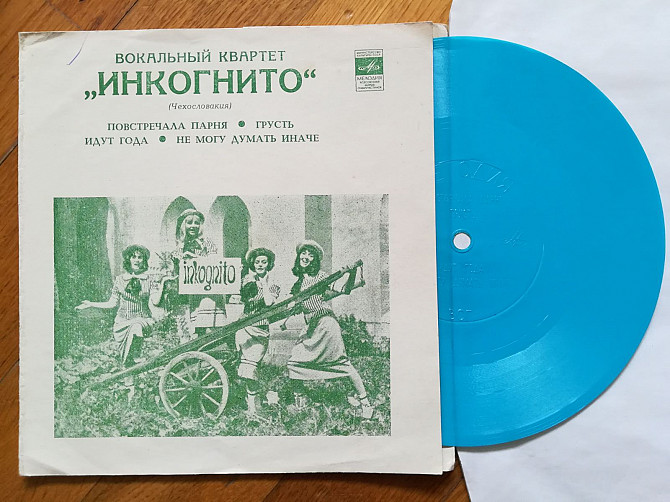 ВОКАЛЬНЫЙ КВАРТЕТ
„ИНКОГНИТО“
(Чехословакия)
ПОВСТРЕЧАЛА ПАРНЯ • ГРУСТЬ
ИДУТ ГОДА • НЕ МОГУ ДУМАТЬ ИНАЧЕ
МЕЛОДИЯ
inkognito